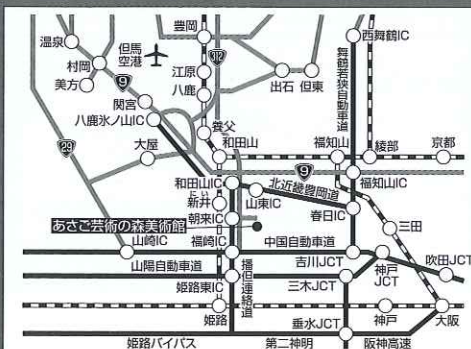 豊岡
西舞鶴IC
温泉
但馬
空港
312
村岡
江原
舞鶴若狭自動車道
美方
9
八鹿
出石
但東
関宮
八鹿氷ノ山IC
養父
29
大屋
和田山
福知山
綾部
京都
9
和田山IC
北近畿豊岡道
福知山IC
にい
新井
山東IC
朝来IC
春日IC
あさご芸術の森美術館
三田
福崎IC
中国自動車道
山崎IC
吉川JCT
神戸
JCT
吹田JCT
山陽自動車道
播但連絡道
姫路東IC
三木JCT
姫路
神戸
大阪
垂水JCT
姫路バイパス
第二神明
阪神高速